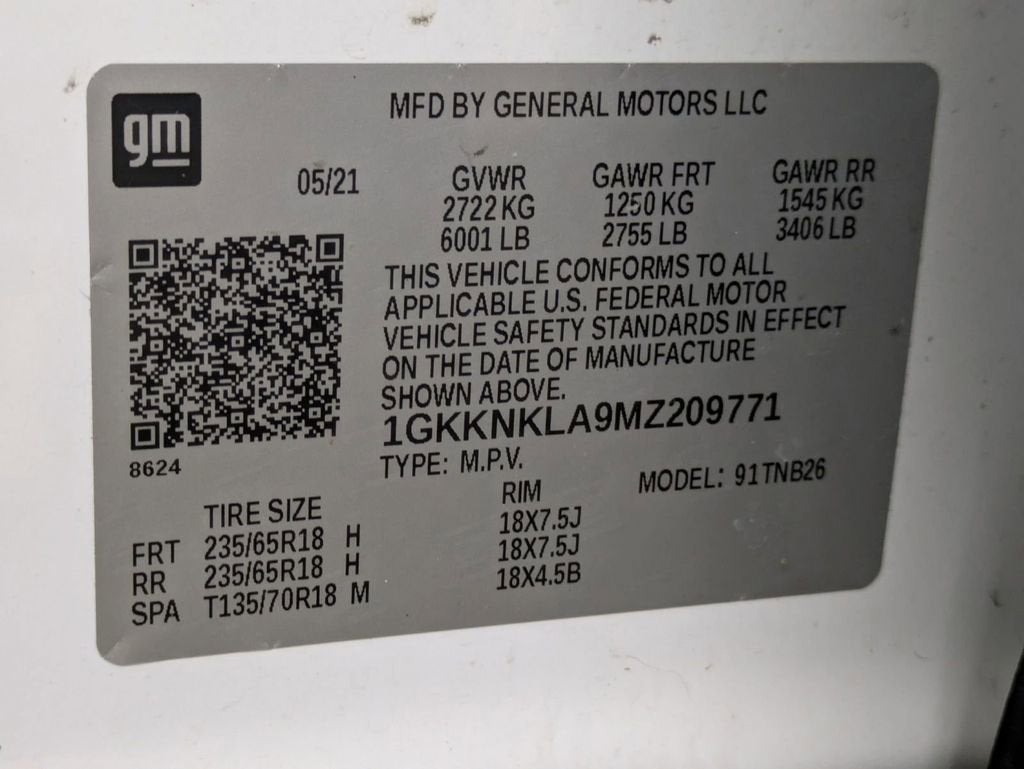 gm
MFD BY GENERAL MOTORS LLC
05/21
GVWR GAWR FRT GAWR RR
2722 KG 1250 KG 1545 KG
6001 LB 2755 LB 3406 LB
THIS VEHICLE CONFORMS TO ALL
APPLICABLE U.S. FEDERAL MOTOR
VEHICLE SAFETY STANDARDS IN EFFECT
ON THE DATE OF MANUFACTURE
SHOWN ABOVE.
1GKKNKLA9MZ209771
8624
TYPE: M.P.V. MODEL: 91TNB26
TIRE SIZE RIM
FRT 235/65R18 H 18X7.5J
RR 235/65R18 H 18X7.5J
SPA T135/70R18 M 18X4.5B